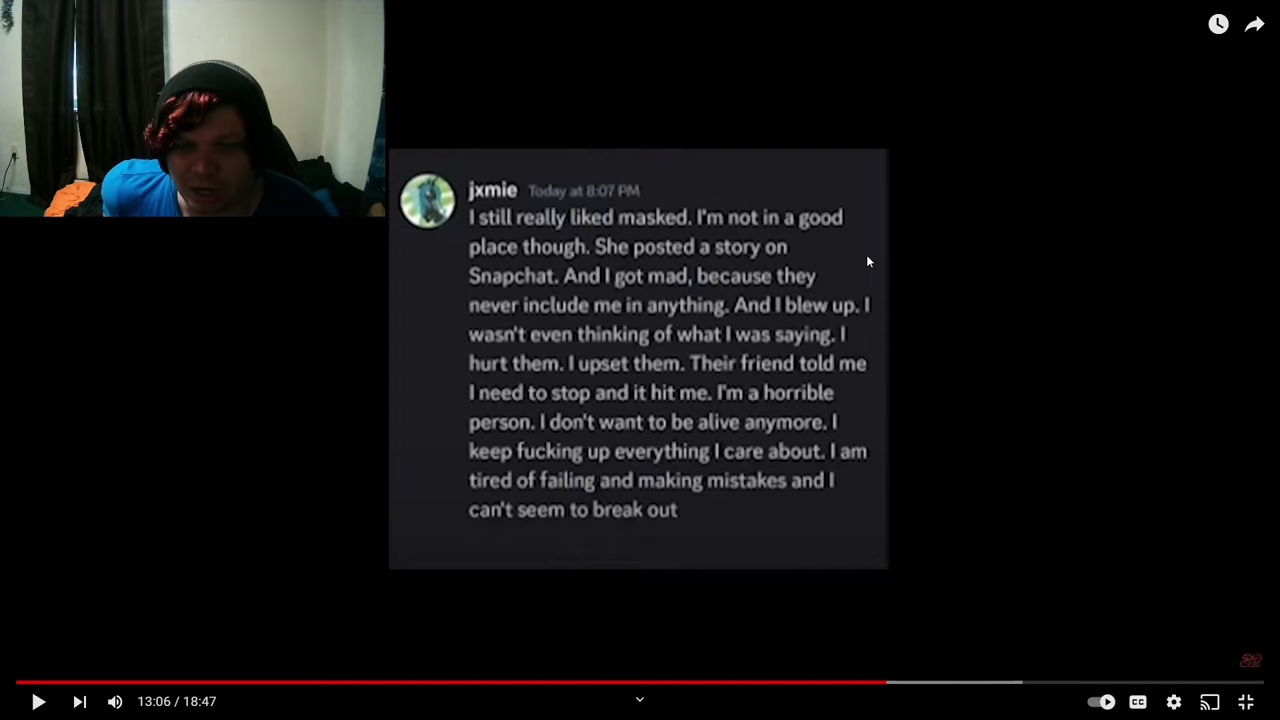 jxmie Today at 8:07 PM
I still really liked masked. I'm not in a good
place though. She posted a story on
Snapchat. And I got mad, because they
never include me in anything. And I blew up. I
wasn't even thinking of what I was saying. I
hurt them. I upset them. Their friend told me
I need to stop and it hit me. I'm a horrible
person. I don't want to be alive anymore. I
keep fucking up everything I care about. I am
tired of failing and making mistakes and I
can't seem to break out
13:06 / 18:47
CC